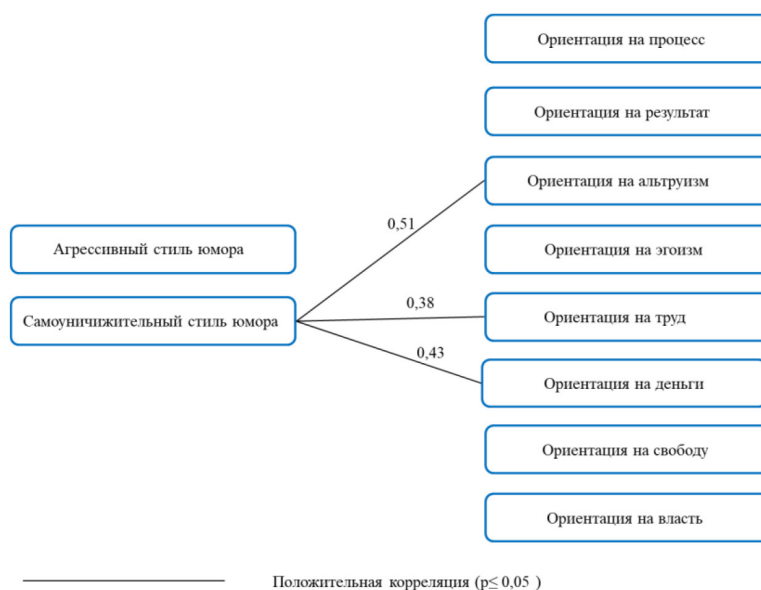 Ориентация на процесс
Ориентация на результат
Ориентация на альтруизм
0,51
Агрессивный стиль юмора
Ориентация на эгоизм
Самоуничижительный стиль юмора
0,38
Ориентация на труд
0,43
Ориентация на деньги
Ориентация на свободу
Ориентация на власть
Положительная корреляция (p≤ 0,05 )